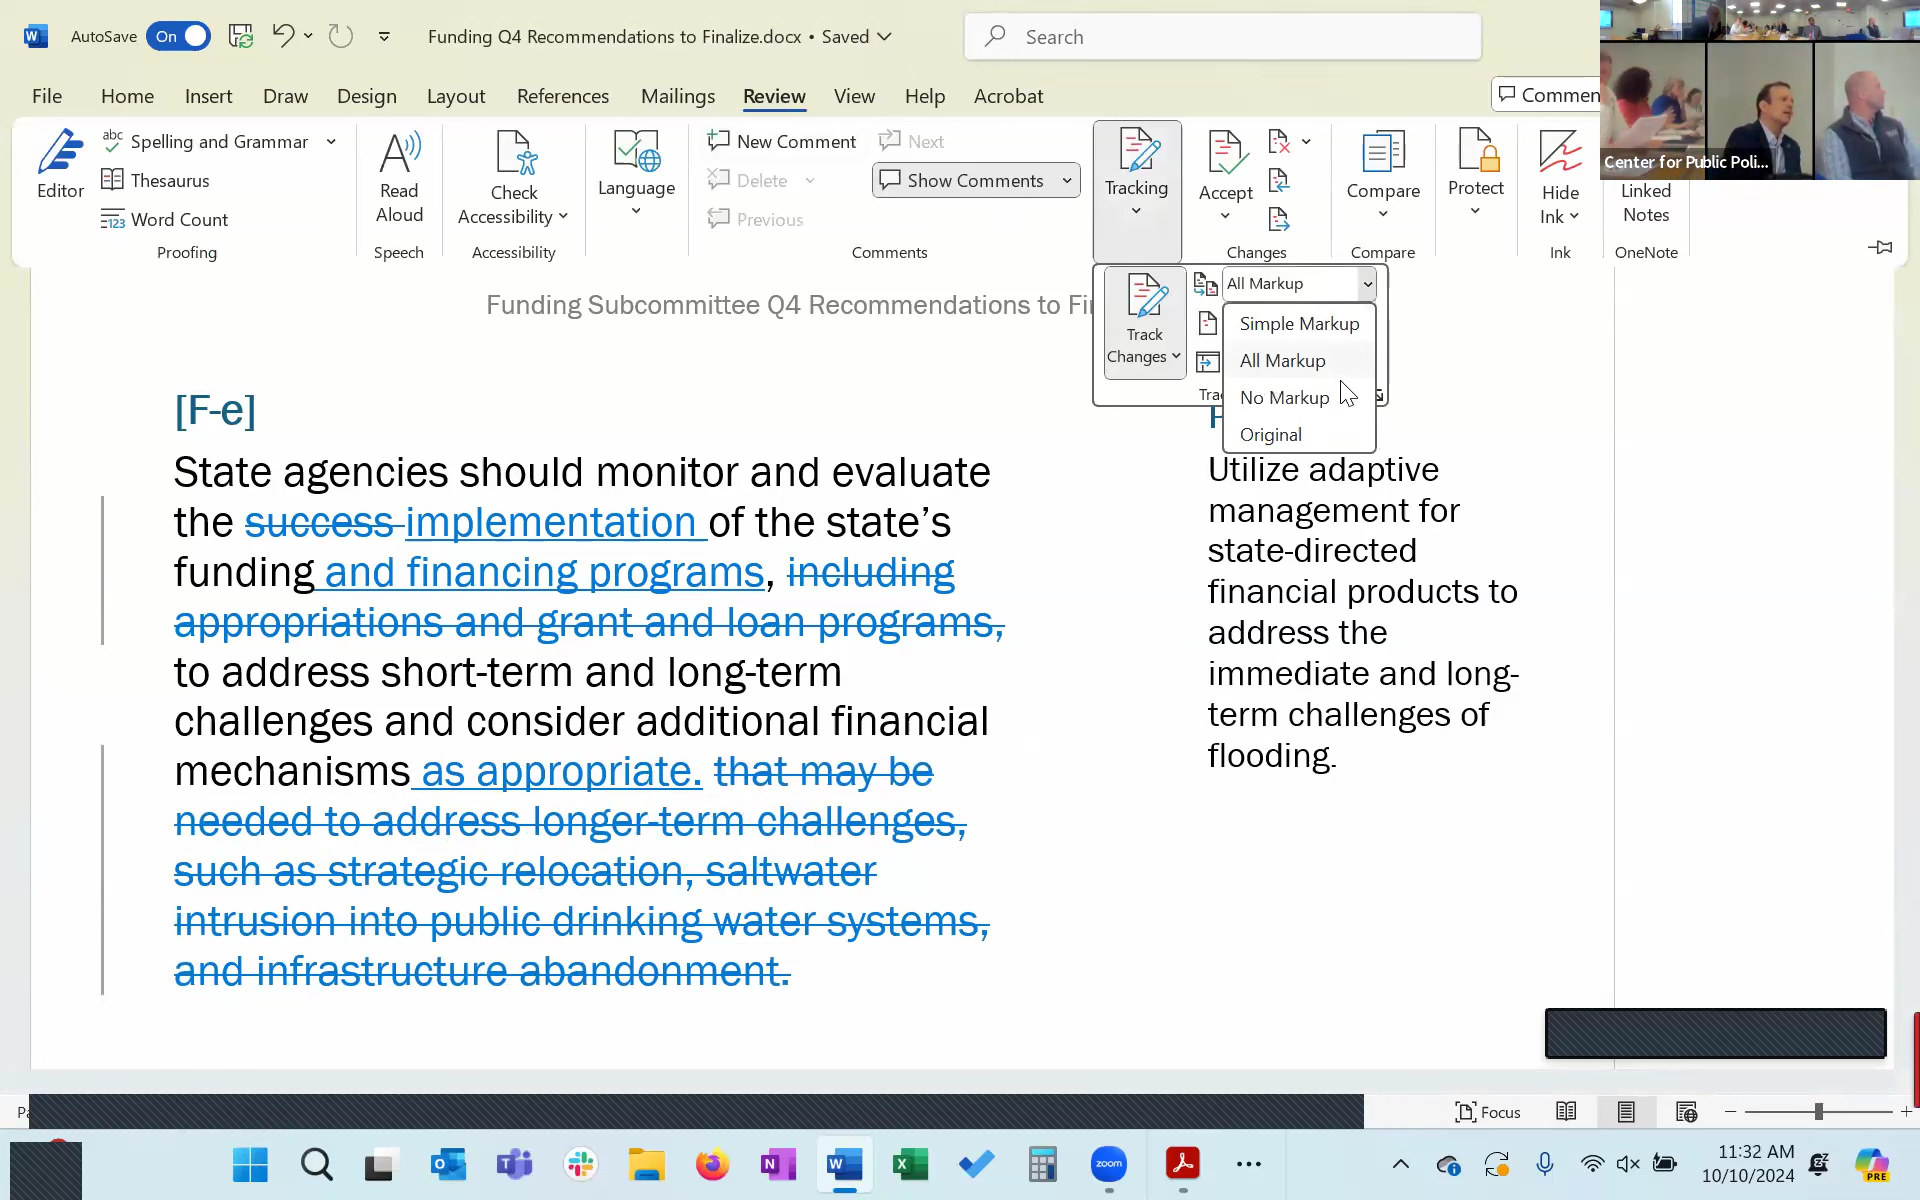 AutoSave On Funding Q4 Recommendations to Finalize.docx • Saved Search
File Home Insert Draw Design Layout References Mailings Review View Help Acrobat Commen
Editor
abc Spelling and Grammar
Thesaurus
123 Word Count
Proofing
Read
Aloud
Speech
Check
Accessibility
Accessibility
Language
New Comment
Delete
Previous
Next
Show Comments
Comments
Tracking
Accept
Changes
Compare
Compare
Protect
Hide
Ink
Ink
Linked
Notes
OneNote
Center for Public Poli...
Track
Changes
All Markup
Simple Markup
All Markup
No Markup
Original
Funding Subcommittee Q4 Recommendations to Fi
[F-e]
State agencies should monitor and evaluate
the success implementation of the state’s
funding and financing programs, including
appropriations and grant and loan programs,
to address short-term and long-term
challenges and consider additional financial
mechanisms as appropriate. that may be
needed to address longer-term challenges,
such as strategic relocation, saltwater
intrusion into public drinking water systems,
and infrastructure abandonment.
Utilize adaptive
management for
state-directed
financial products to
address the
immediate and long-
term challenges of
flooding.
Focus
zoom
11:32 AM
10/10/2024
PRE